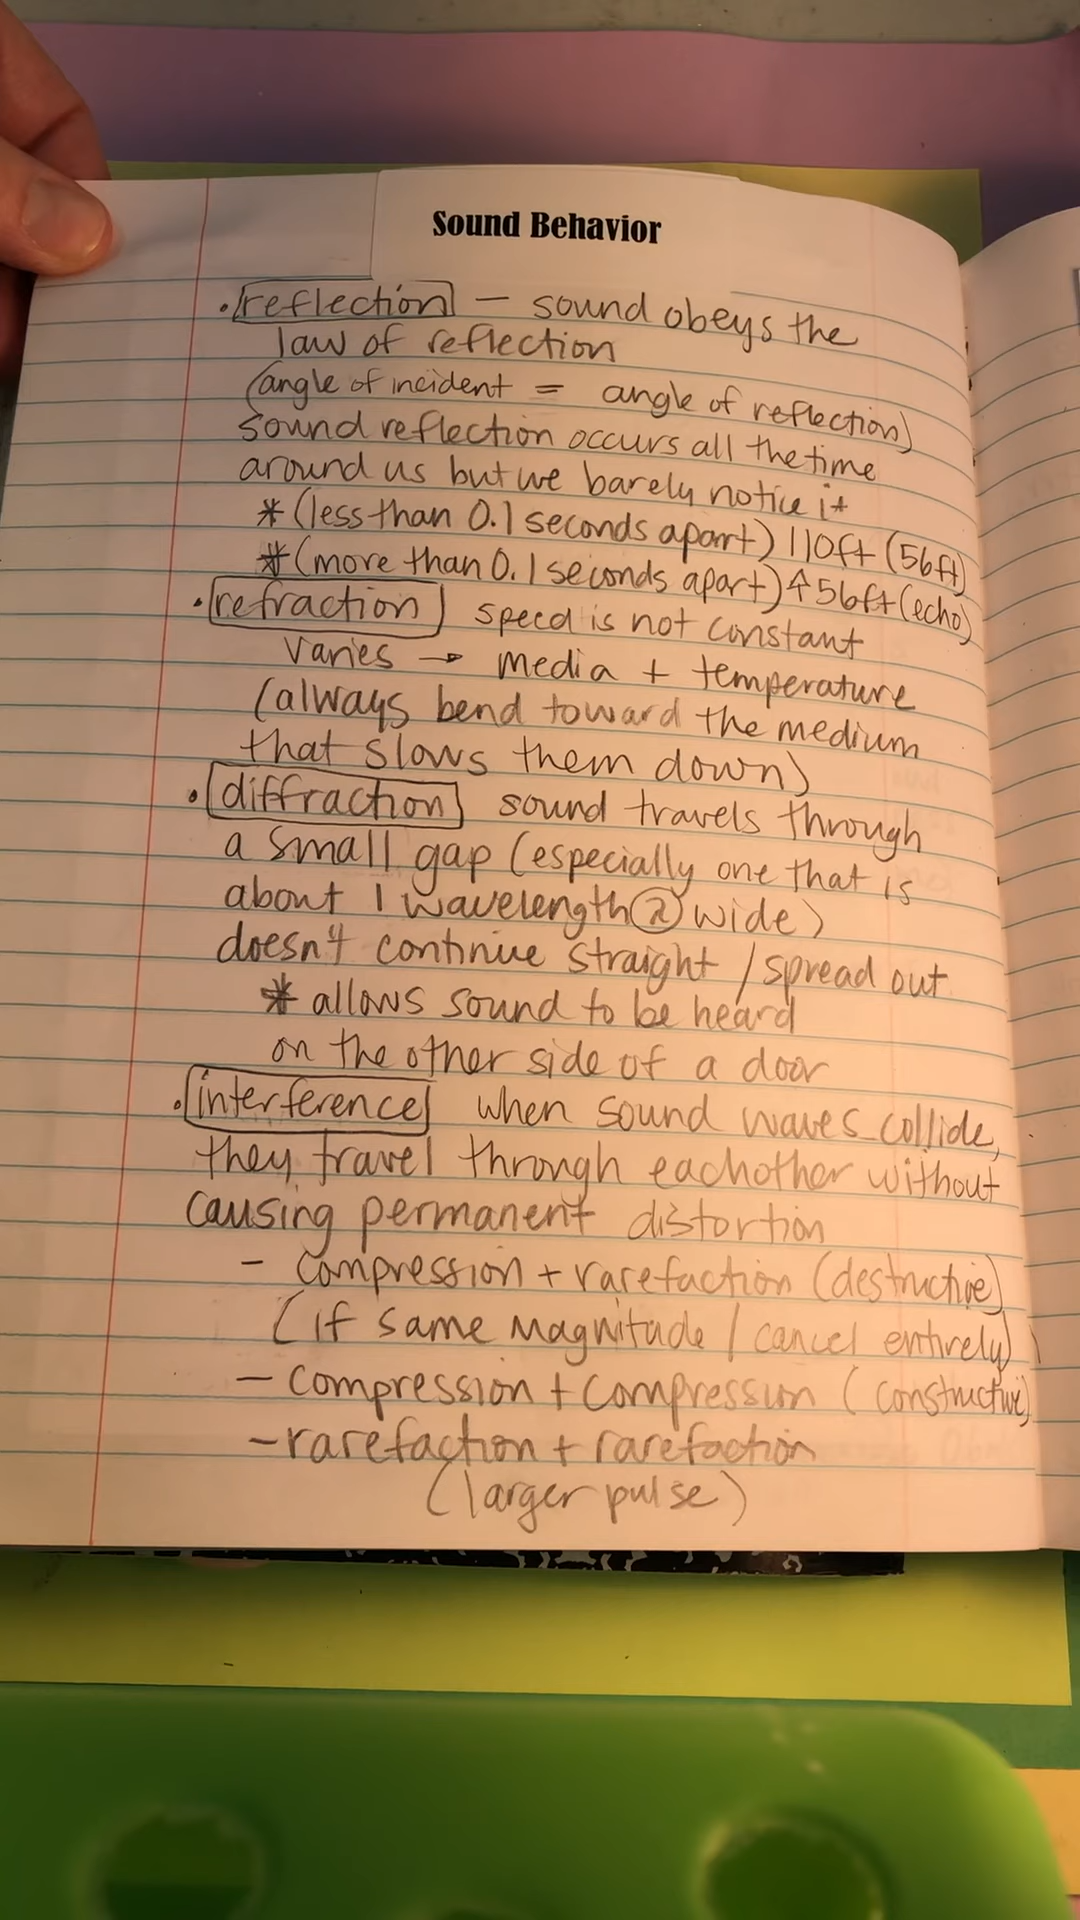 Sound Behavior
• reflection — sound obeys the
law of reflection
(angle of incident = angle of reflection)
sound reflection occurs all the time
around us but we barely notice it
* (less than 0.1 seconds apart) 110ft (56ft)
* (more than 0.1 seconds apart) ↑56ft (echo)
• refraction speed is not constant
varies → media + temperature
(always bend toward the medium
that slows them down)
• diffraction sound travels through
a small gap (especially one that is
about 1 wavelength λ wide)
doesn't continue straight / spread out
* allows sound to be heard
on the other side of a door
• interference when sound waves collide,
they travel through eachother without
causing permanent distortion
- compression + rarefaction (destructive)
(if same magnitude / cancel entirely)
- compression + compression (constructive)
- rarefaction + rarefaction
(larger pulse)